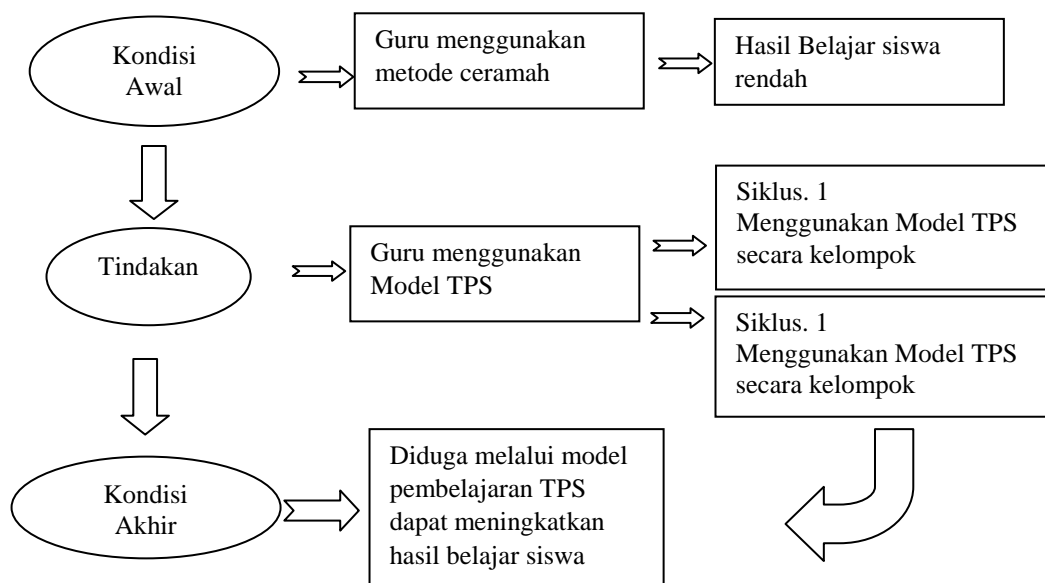 Kondisi
Awal
Guru menggunakan
metode ceramah
Hasil Belajar siswa
rendah
Tindakan
Guru menggunakan
Model TPS
Siklus. 1
Menggunakan Model TPS
secara kelompok
Siklus. 1
Menggunakan Model TPS
secara kelompok
Kondisi
Akhir
Diduga melalui model
pembelajaran TPS
dapat meningkatkan
hasil belajar siswa